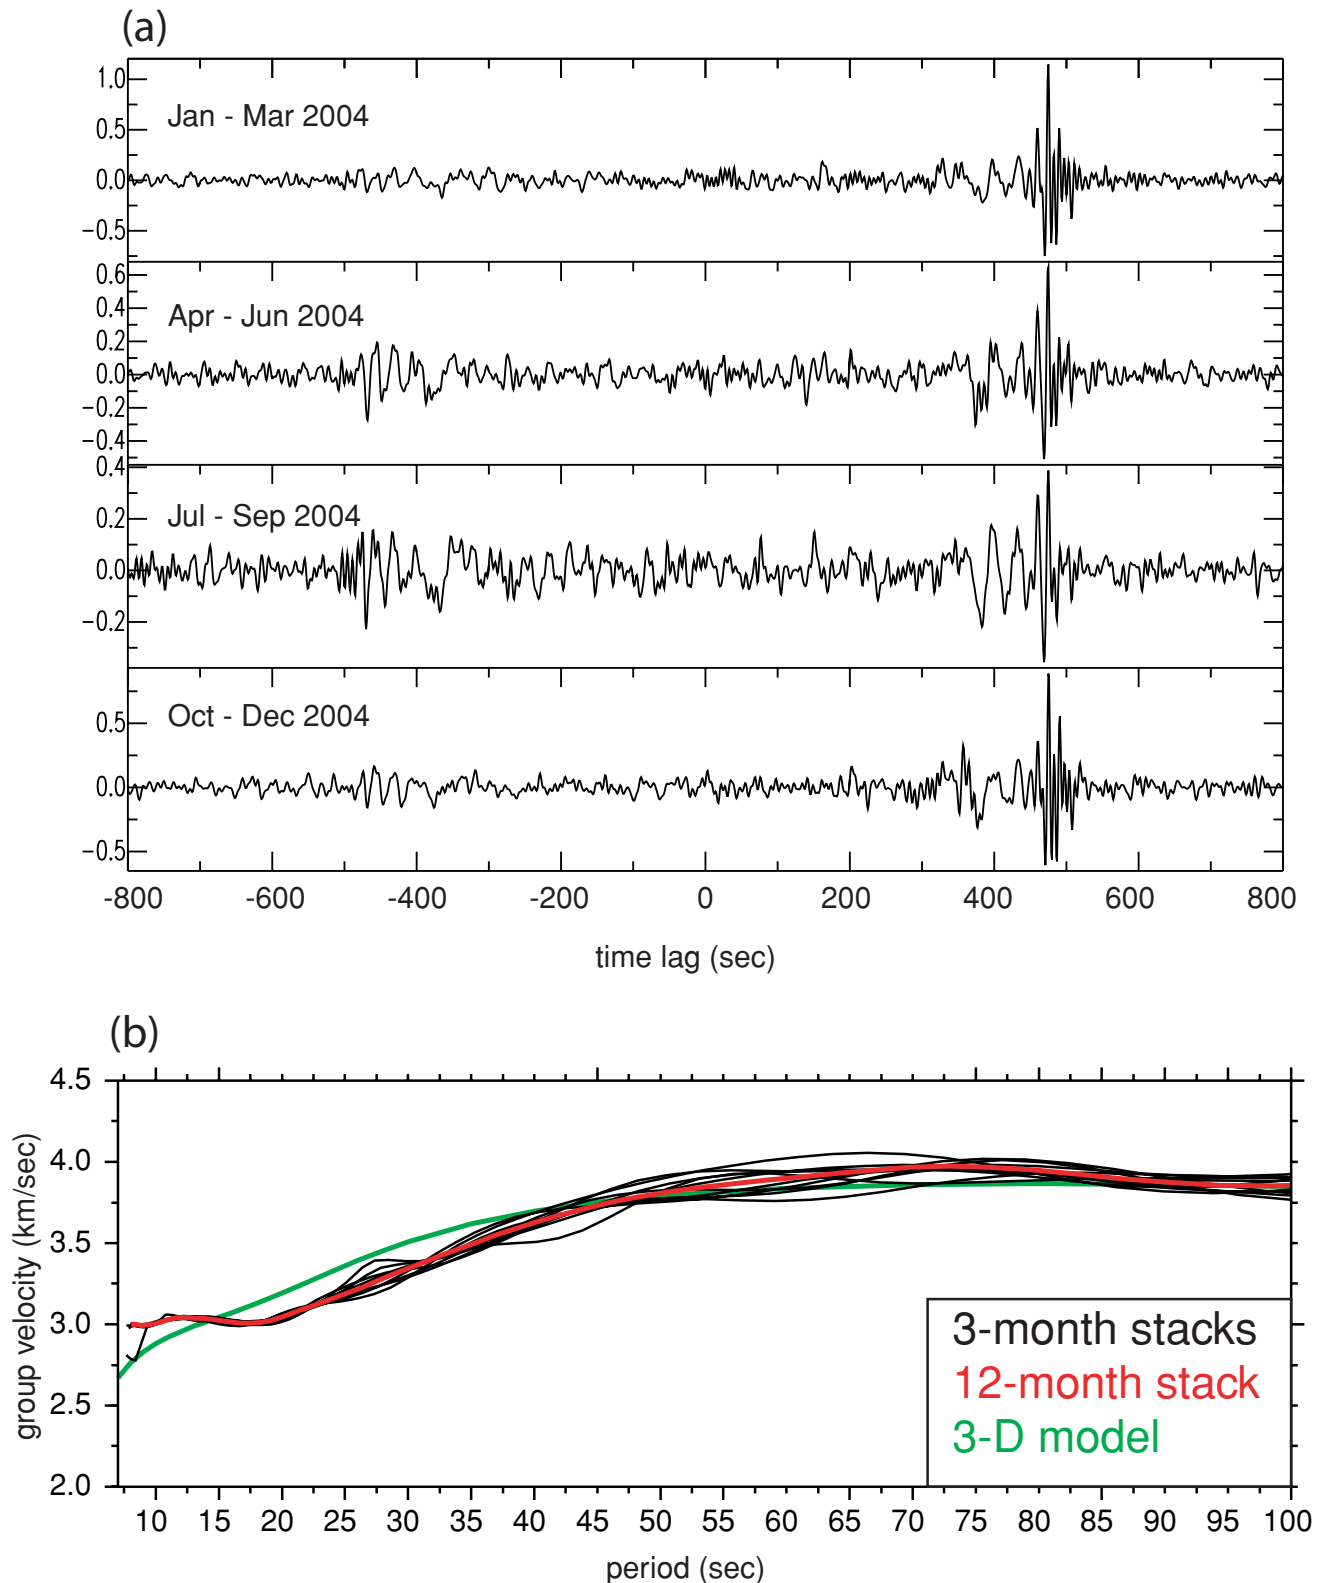 (a)
1.0
0.5
0.0
−0.5
Jan - Mar 2004
0.6
0.4
0.2
0.0
−0.2
−0.4
Apr - Jun 2004
0.4
0.2
0.0
−0.2
Jul - Sep 2004
0.5
0.0
−0.5
Oct - Dec 2004
-800 -600 -400 -200 0 200 400 600 800
time lag (sec)
(b)
4.5
4.0
3.5
3.0
2.5
2.0
group velocity (km/sec)
3-month stacks
12-month stack
3-D model
10 15 20 25 30 35 40 45 50 55 60 65 70 75 80 85 90 95 100
period (sec)